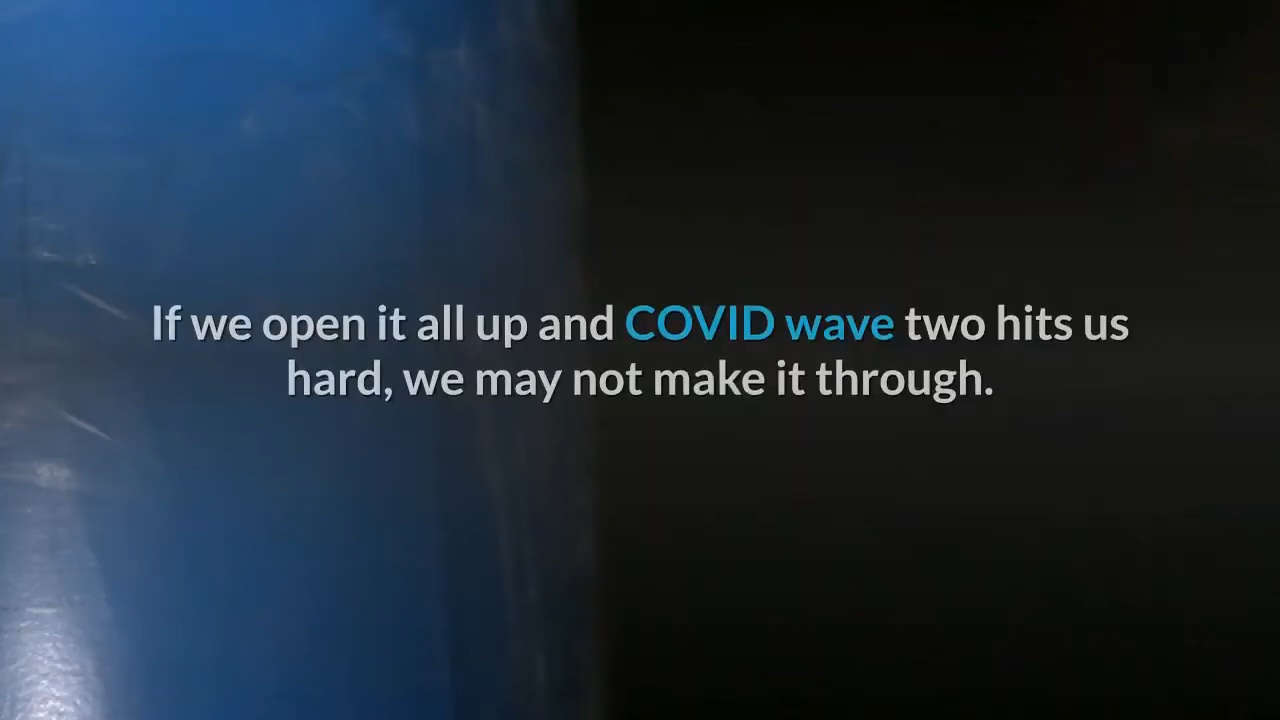 If we open it all up and COVID wave two hits us
hard, we may not make it through.